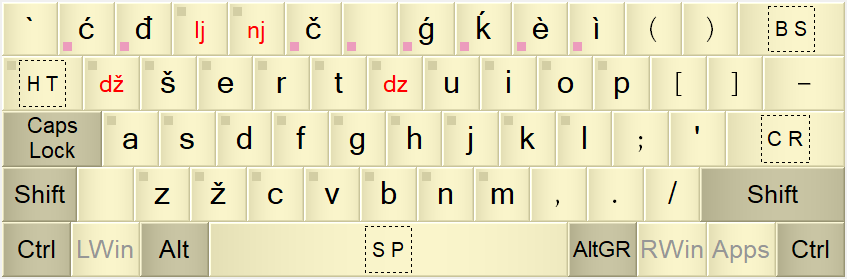 ` ć đ lj nj č ǵ ḱ è ì ( ) BS
HT dž š e r t dz u i o p [ ] -
Caps Lock a s d f g h j k l ; ' CR
Shift z ž c v b n m , . / Shift
Ctrl LWin Alt SP AltGR RWin Apps Ctrl